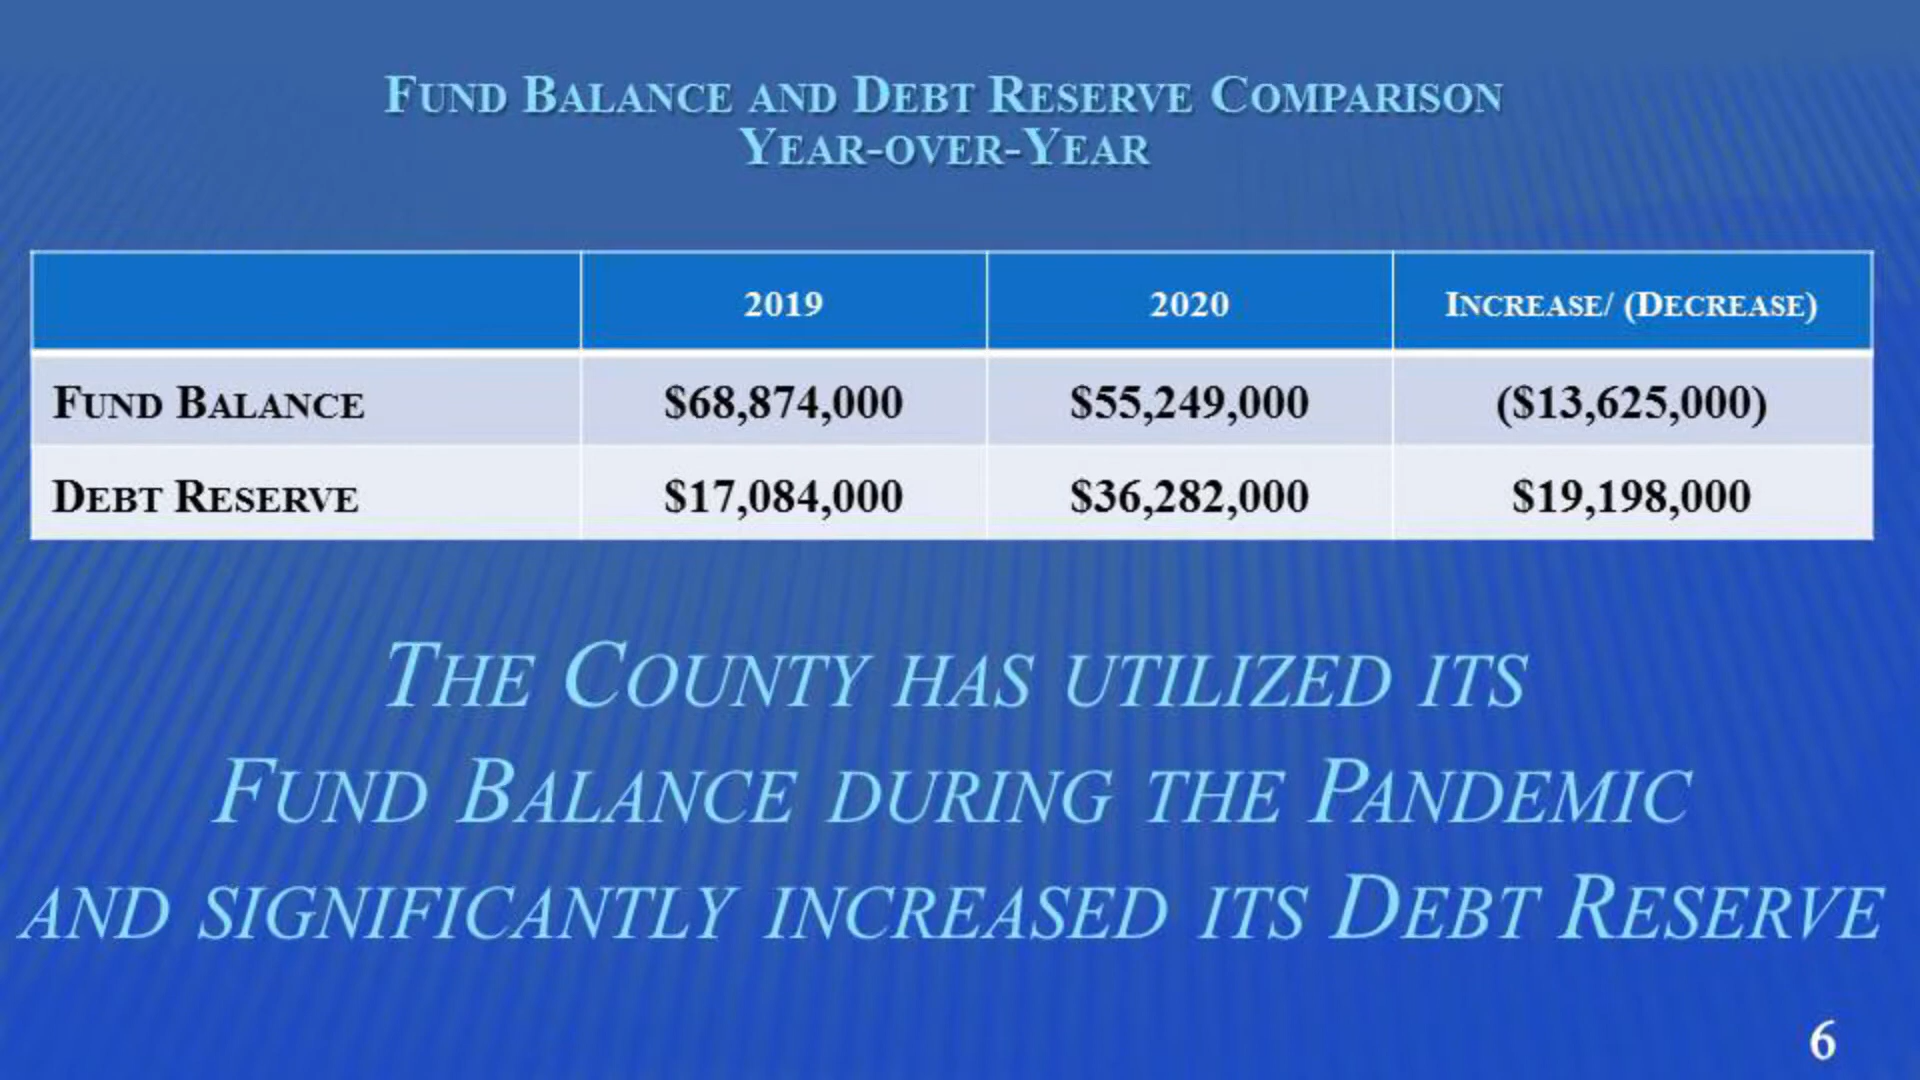 FUND BALANCE AND DEBT RESERVE COMPARISON
YEAR-OVER-YEAR
2019 2020 INCREASE/ (DECREASE)
FUND BALANCE $68,874,000 $55,249,000 ($13,625,000)
DEBT RESERVE $17,084,000 $36,282,000 $19,198,000
THE COUNTY HAS UTILIZED ITS
FUND BALANCE DURING THE PANDEMIC
AND SIGNIFICANTLY INCREASED ITS DEBT RESERVE
6